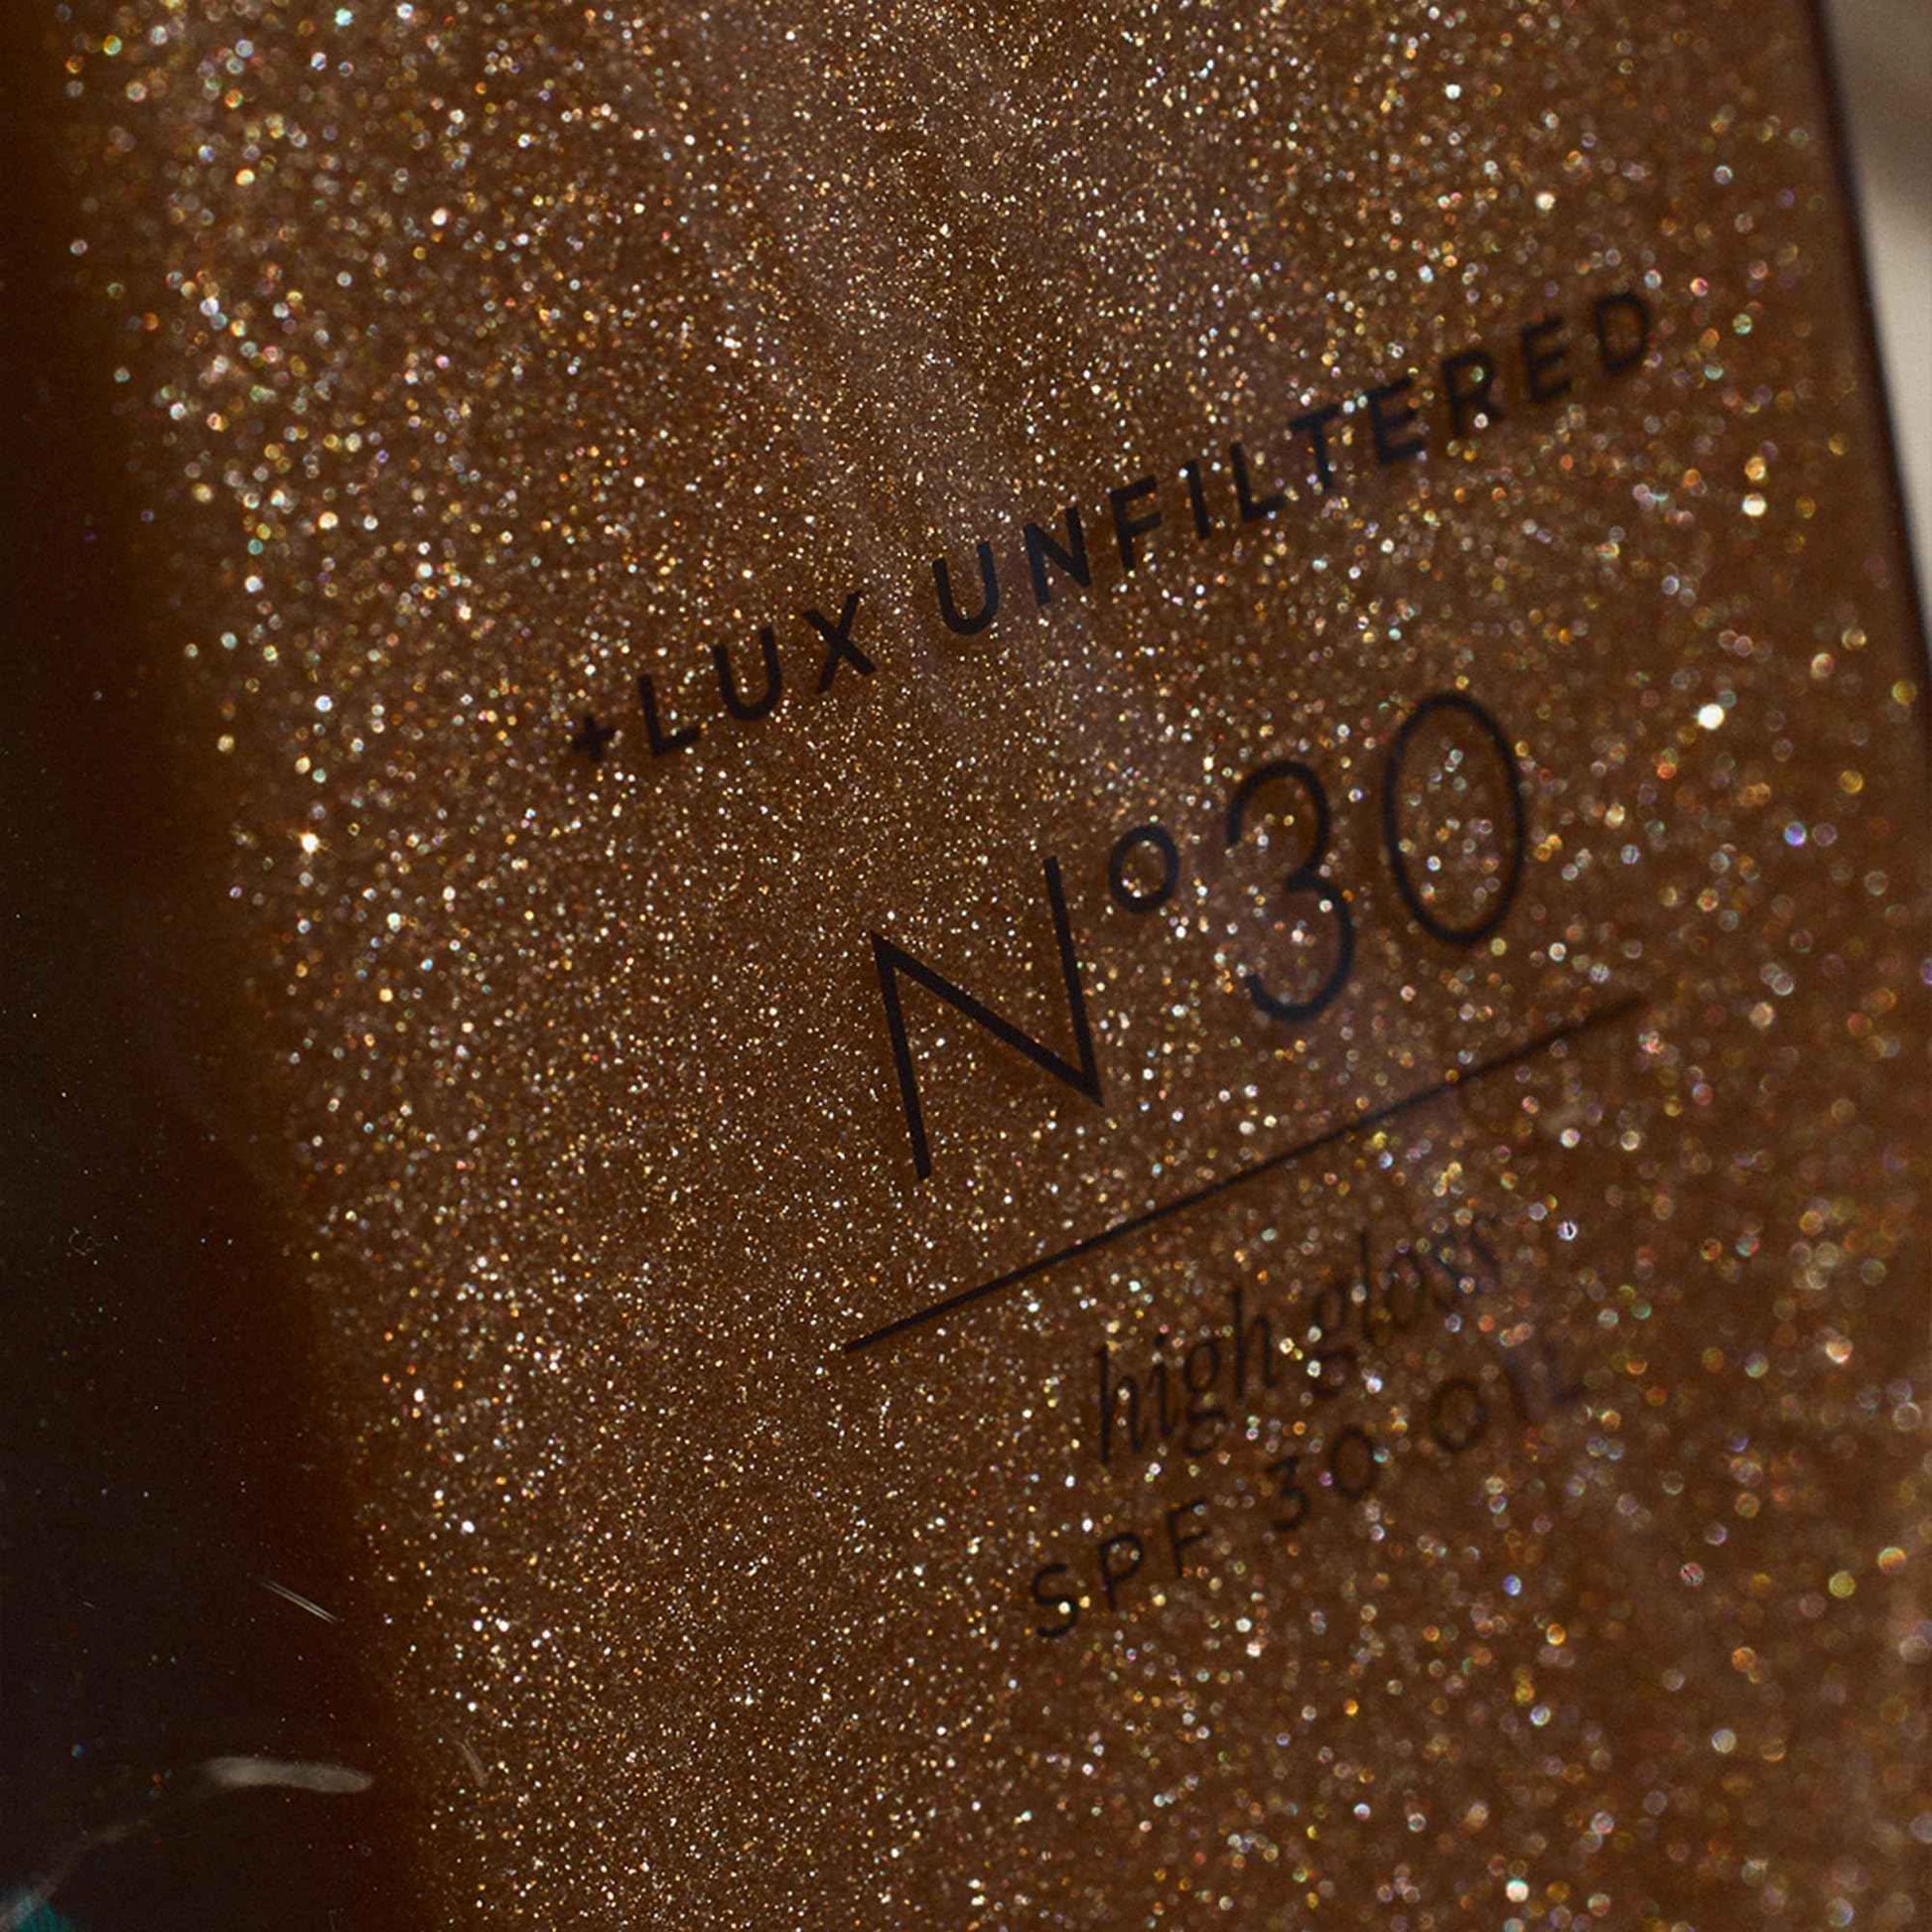 +LUX UNFILTERED
N°30
high gloss
SPF 30 OIL